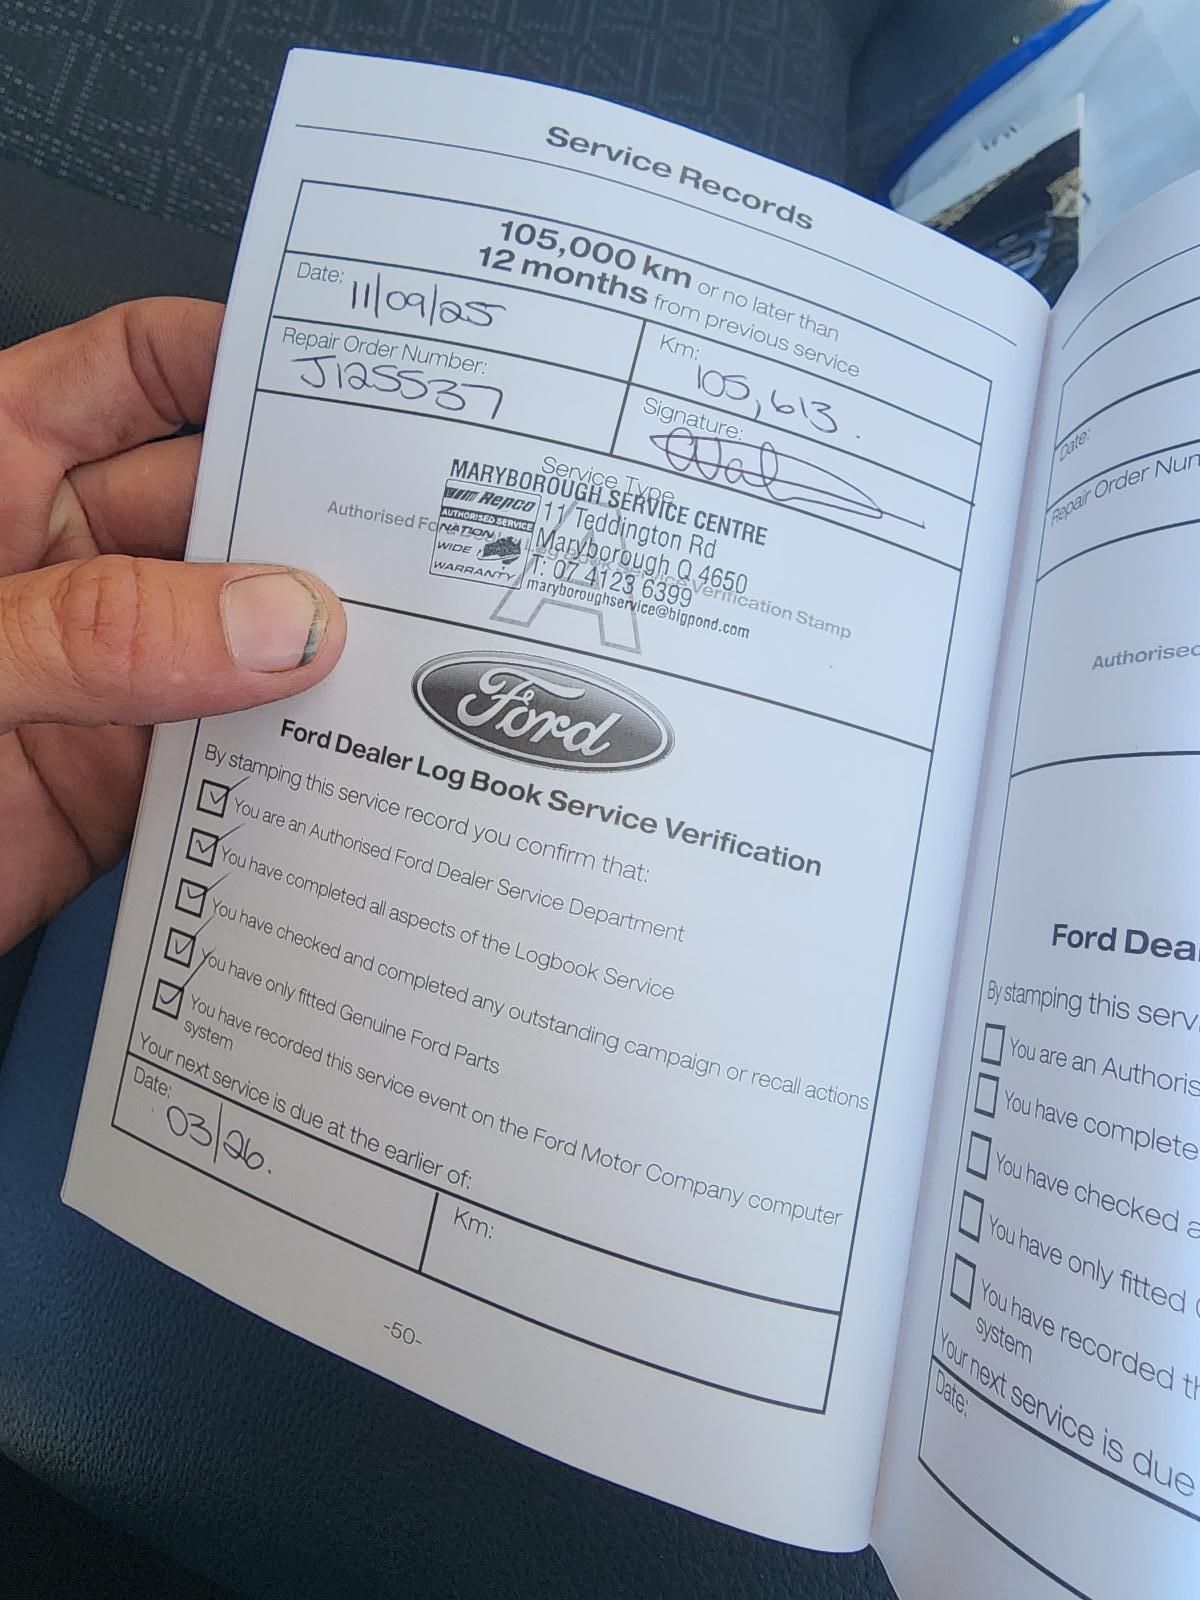 Service Records
105,000 km or no later than
12 months from previous service
Date: 11/09/25
Km: 105,613.
Repair Order Number: J125537
Signature:
Service Type
A
Authorised Ford Dealer Log Book Service Verification Stamp
MARYBOROUGH SERVICE CENTRE
Repco
AUTHORISED SERVICE
NATION
WIDE
WARRANTY
11 Teddington Rd
Maryborough Q 4650
T: 07 4123 6399
maryboroughservice@bigpond.com
Ford
Ford Dealer Log Book Service Verification
By stamping this service record you confirm that:
You are an Authorised Ford Dealer Service Department
You have completed all aspects of the Logbook Service
You have checked and completed any outstanding campaign or recall actions
You have only fitted Genuine Ford Parts
You have recorded this service event on the Ford Motor Company computer
system
Your next service is due at the earlier of:
Date: 03/26.
Km:
-50-
Date:
Repair Order Num
Authorised
Ford Dea
By stamping this serv
You are an Authoris
You have complete
You have checked a
You have only fitted
You have recorded th
system
Your next service is due
Date: